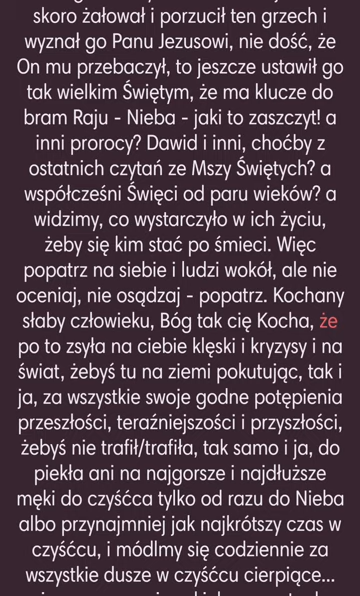 skoro żałował i porzucił ten grzech i
wyznał go Panu Jezusowi, nie dość, że
On mu przebaczył, to jeszcze ustawił go
tak wielkim Świętym, że ma klucze do
bram Raju - Nieba - jaki to zaszczyt! a
inni prorocy? Dawid i inni, choćby z
ostatnich czytań ze Mszy Świętych? a
współcześni Święci od paru wieków? a
widzimy, co wystarczyło w ich życiu,
żeby się kim stać po śmieci. Więc
popatrz na siebie i ludzi wokół, ale nie
oceniaj, nie osądzaj - popatrz. Kochany
słaby człowieku, Bóg tak cię Kocha, że
po to zsyła na ciebie klęski i kryzysy i na
świat, żebyś tu na ziemi pokutując, tak i
ja, za wszystkie swoje godne potępienia
przeszłości, teraźniejszości i przyszłości,
żebyś nie trafił/trafiła, tak samo i ja, do
piekła ani na najgorsze i najdłuższe
męki do czyśćca tylko od razu do Nieba
albo przynajmniej jak najkrótszy czas w
czyśćcu, i módlmy się codziennie za
wszystkie dusze w czyśćcu cierpiące...